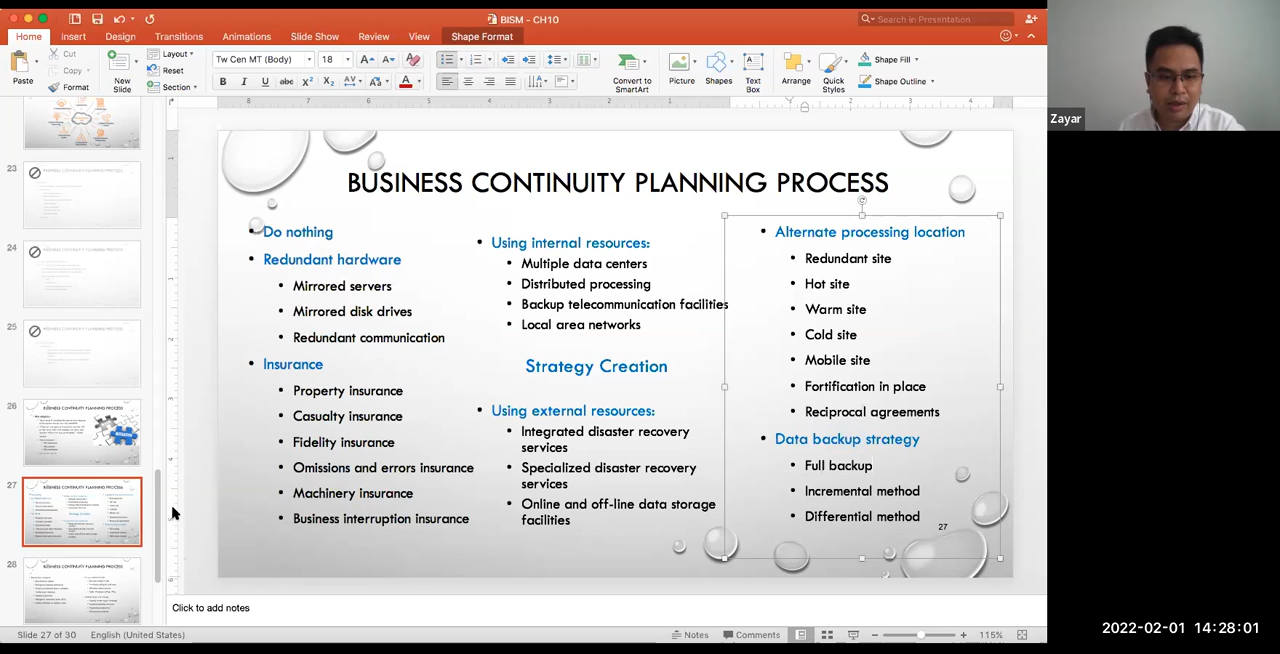 BISM - CH10
Search in Presentation
Home
Insert
Design
Transitions
Animations
Slide Show
Review
View
Shape Format
Paste
Cut
Copy
Format
New
Slide
Layout
Reset
Section
Tw Cen MT (Body)
18
Convert to
SmartArt
Picture
Shapes
Text
Box
Arrange
Quick
Styles
Shape Fill
Shape Outline
Zayar
23
24
25
26
27
28
BUSINESS CONTINUITY PLANNING PROCESS
• Do nothing
• Redundant hardware
• Mirrored servers
• Mirrored disk drives
• Redundant communication
• Insurance
• Property insurance
• Casualty insurance
• Fidelity insurance
• Omissions and errors insurance
• Machinery insurance
• Business interruption insurance
• Using internal resources:
• Multiple data centers
• Distributed processing
• Backup telecommunication facilities
• Local area networks
Strategy Creation
• Using external resources:
Integrated disaster recovery
services
• Specialized disaster recovery
services
• Online and off-line data storage
facilities
• Alternate processing location
• Redundant site
• Hot site
• Warm site
• Cold site
• Mobile site
• Fortification in place
• Reciprocal agreements
• Data backup strategy
• Full backup
• Incremental method
• Differential method
27
Click to add notes
Slide 27 of 30
English (United States)
Notes
Comments
115%
2022-02-01 14:28:01